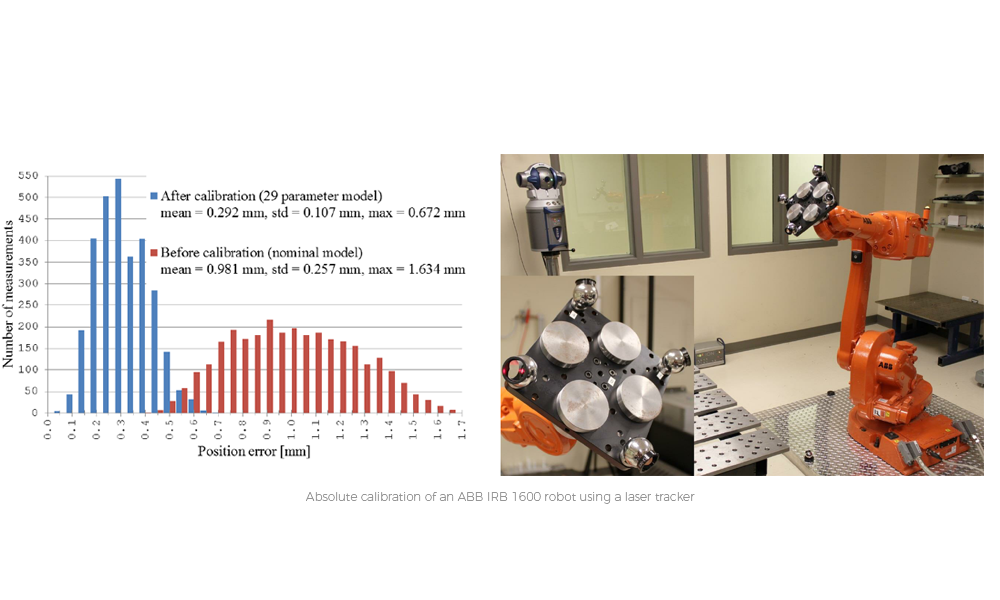 550
500
450
400
350
300
250
200
150
100
50
0
Number of measurements
After calibration (29 parameter model)
mean = 0.292 mm, std = 0.107 mm, max = 0.672 mm
Before calibration (nominal model)
mean = 0.981 mm, std = 0.257 mm, max = 1.634 mm
0.0 0.1 0.2 0.3 0.4 0.5 0.6 0.7 0.8 0.9 1.0 1.1 1.2 1.3 1.4 1.5 1.6 1.7
Position error [mm]
ABB
ABB
Absolute calibration of an ABB IRB 1600 robot using a laser tracker